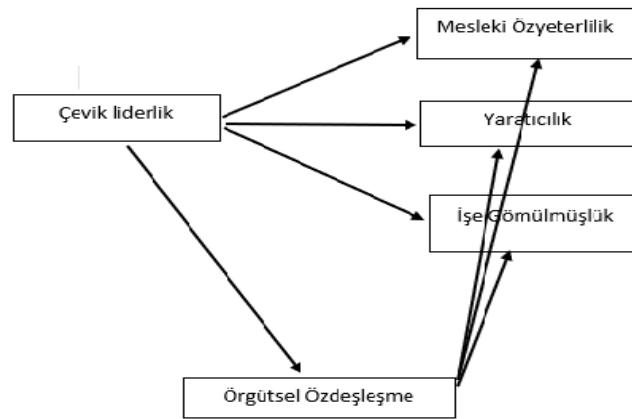 Mesleki Özyeterlilik
Çevik liderlik
Yaratıcılık
İşe Gömülmüşlük
Örgütsel Özdeşleşme